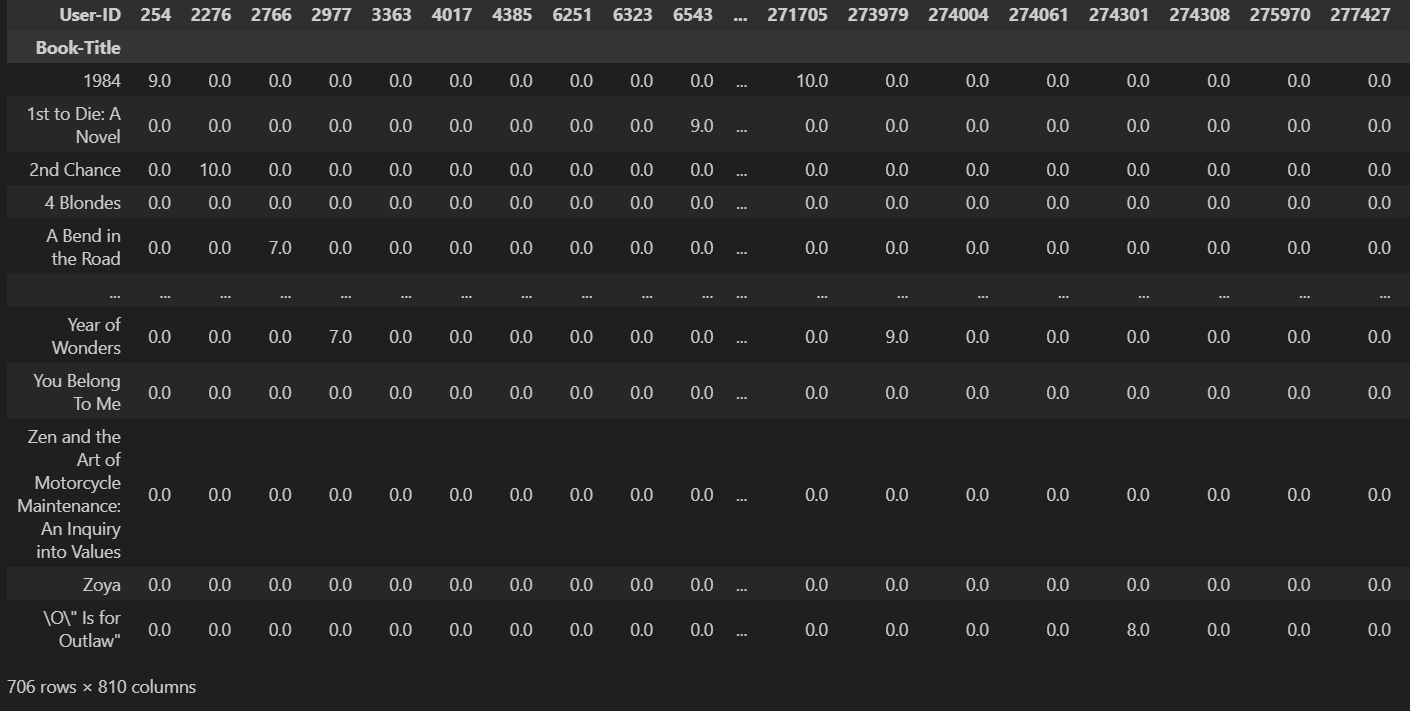 User-ID 254 2276 2766 2977 3363 4017 4385 6251 6323 6543 ... 271705 273979 274004 274061 274301 274308 275970 277427
Book-Title
1984 9.0 0.0 0.0 0.0 0.0 0.0 0.0 0.0 0.0 0.0 ... 10.0 0.0 0.0 0.0 0.0 0.0 0.0 0.0
1st to Die: A
Novel 0.0 0.0 0.0 0.0 0.0 0.0 0.0 0.0 0.0 9.0 ... 0.0 0.0 0.0 0.0 0.0 0.0 0.0 0.0
2nd Chance 0.0 10.0 0.0 0.0 0.0 0.0 0.0 0.0 0.0 0.0 ... 0.0 0.0 0.0 0.0 0.0 0.0 0.0 0.0
4 Blondes 0.0 0.0 0.0 0.0 0.0 0.0 0.0 0.0 0.0 0.0 ... 0.0 0.0 0.0 0.0 0.0 0.0 0.0 0.0
A Bend in
the Road 0.0 0.0 7.0 0.0 0.0 0.0 0.0 0.0 0.0 0.0 ... 0.0 0.0 0.0 0.0 0.0 0.0 0.0 0.0
... ... ... ... ... ... ... ... ... ... ... ... ... ... ... ... ... ... ... ...
Year of
Wonders 0.0 0.0 0.0 7.0 0.0 0.0 0.0 0.0 0.0 0.0 ... 0.0 9.0 0.0 0.0 0.0 0.0 0.0 0.0
You Belong
To Me 0.0 0.0 0.0 0.0 0.0 0.0 0.0 0.0 0.0 0.0 ... 0.0 0.0 0.0 0.0 0.0 0.0 0.0 0.0
Zen and the
Art of
Motorcycle
Maintenance: 0.0 0.0 0.0 0.0 0.0 0.0 0.0 0.0 0.0 0.0 ... 0.0 0.0 0.0 0.0 0.0 0.0 0.0 0.0
An Inquiry
into Values
Zoya 0.0 0.0 0.0 0.0 0.0 0.0 0.0 0.0 0.0 0.0 ... 0.0 0.0 0.0 0.0 0.0 0.0 0.0 0.0
\O\" Is for
Outlaw" 0.0 0.0 0.0 0.0 0.0 0.0 0.0 0.0 0.0 0.0 ... 0.0 0.0 0.0 0.0 8.0 0.0 0.0 0.0
706 rows × 810 columns